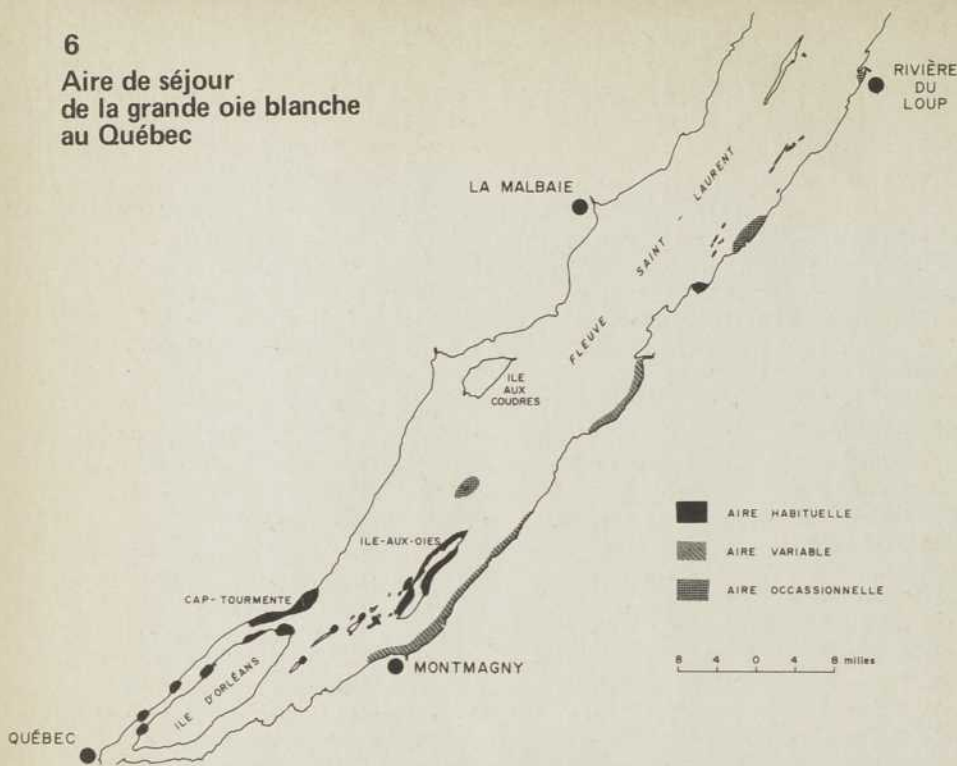 6
Aire de séjour
de la grande oie blanche
au Québec
RIVIÈRE
DU
LOUP
LA MALBAIE
FLEUVE SAINT - LAURENT
ILE
AUX
COUDRES
AIRE HABITUELLE
ILE-AUX-OIES
AIRE VARIABLE
AIRE OCCASSIONNELLE
CAP-TOURMENTE
ILE D'ORLÉANS
MONTMAGNY
8 4 0 4 8 milles
QUÉBEC